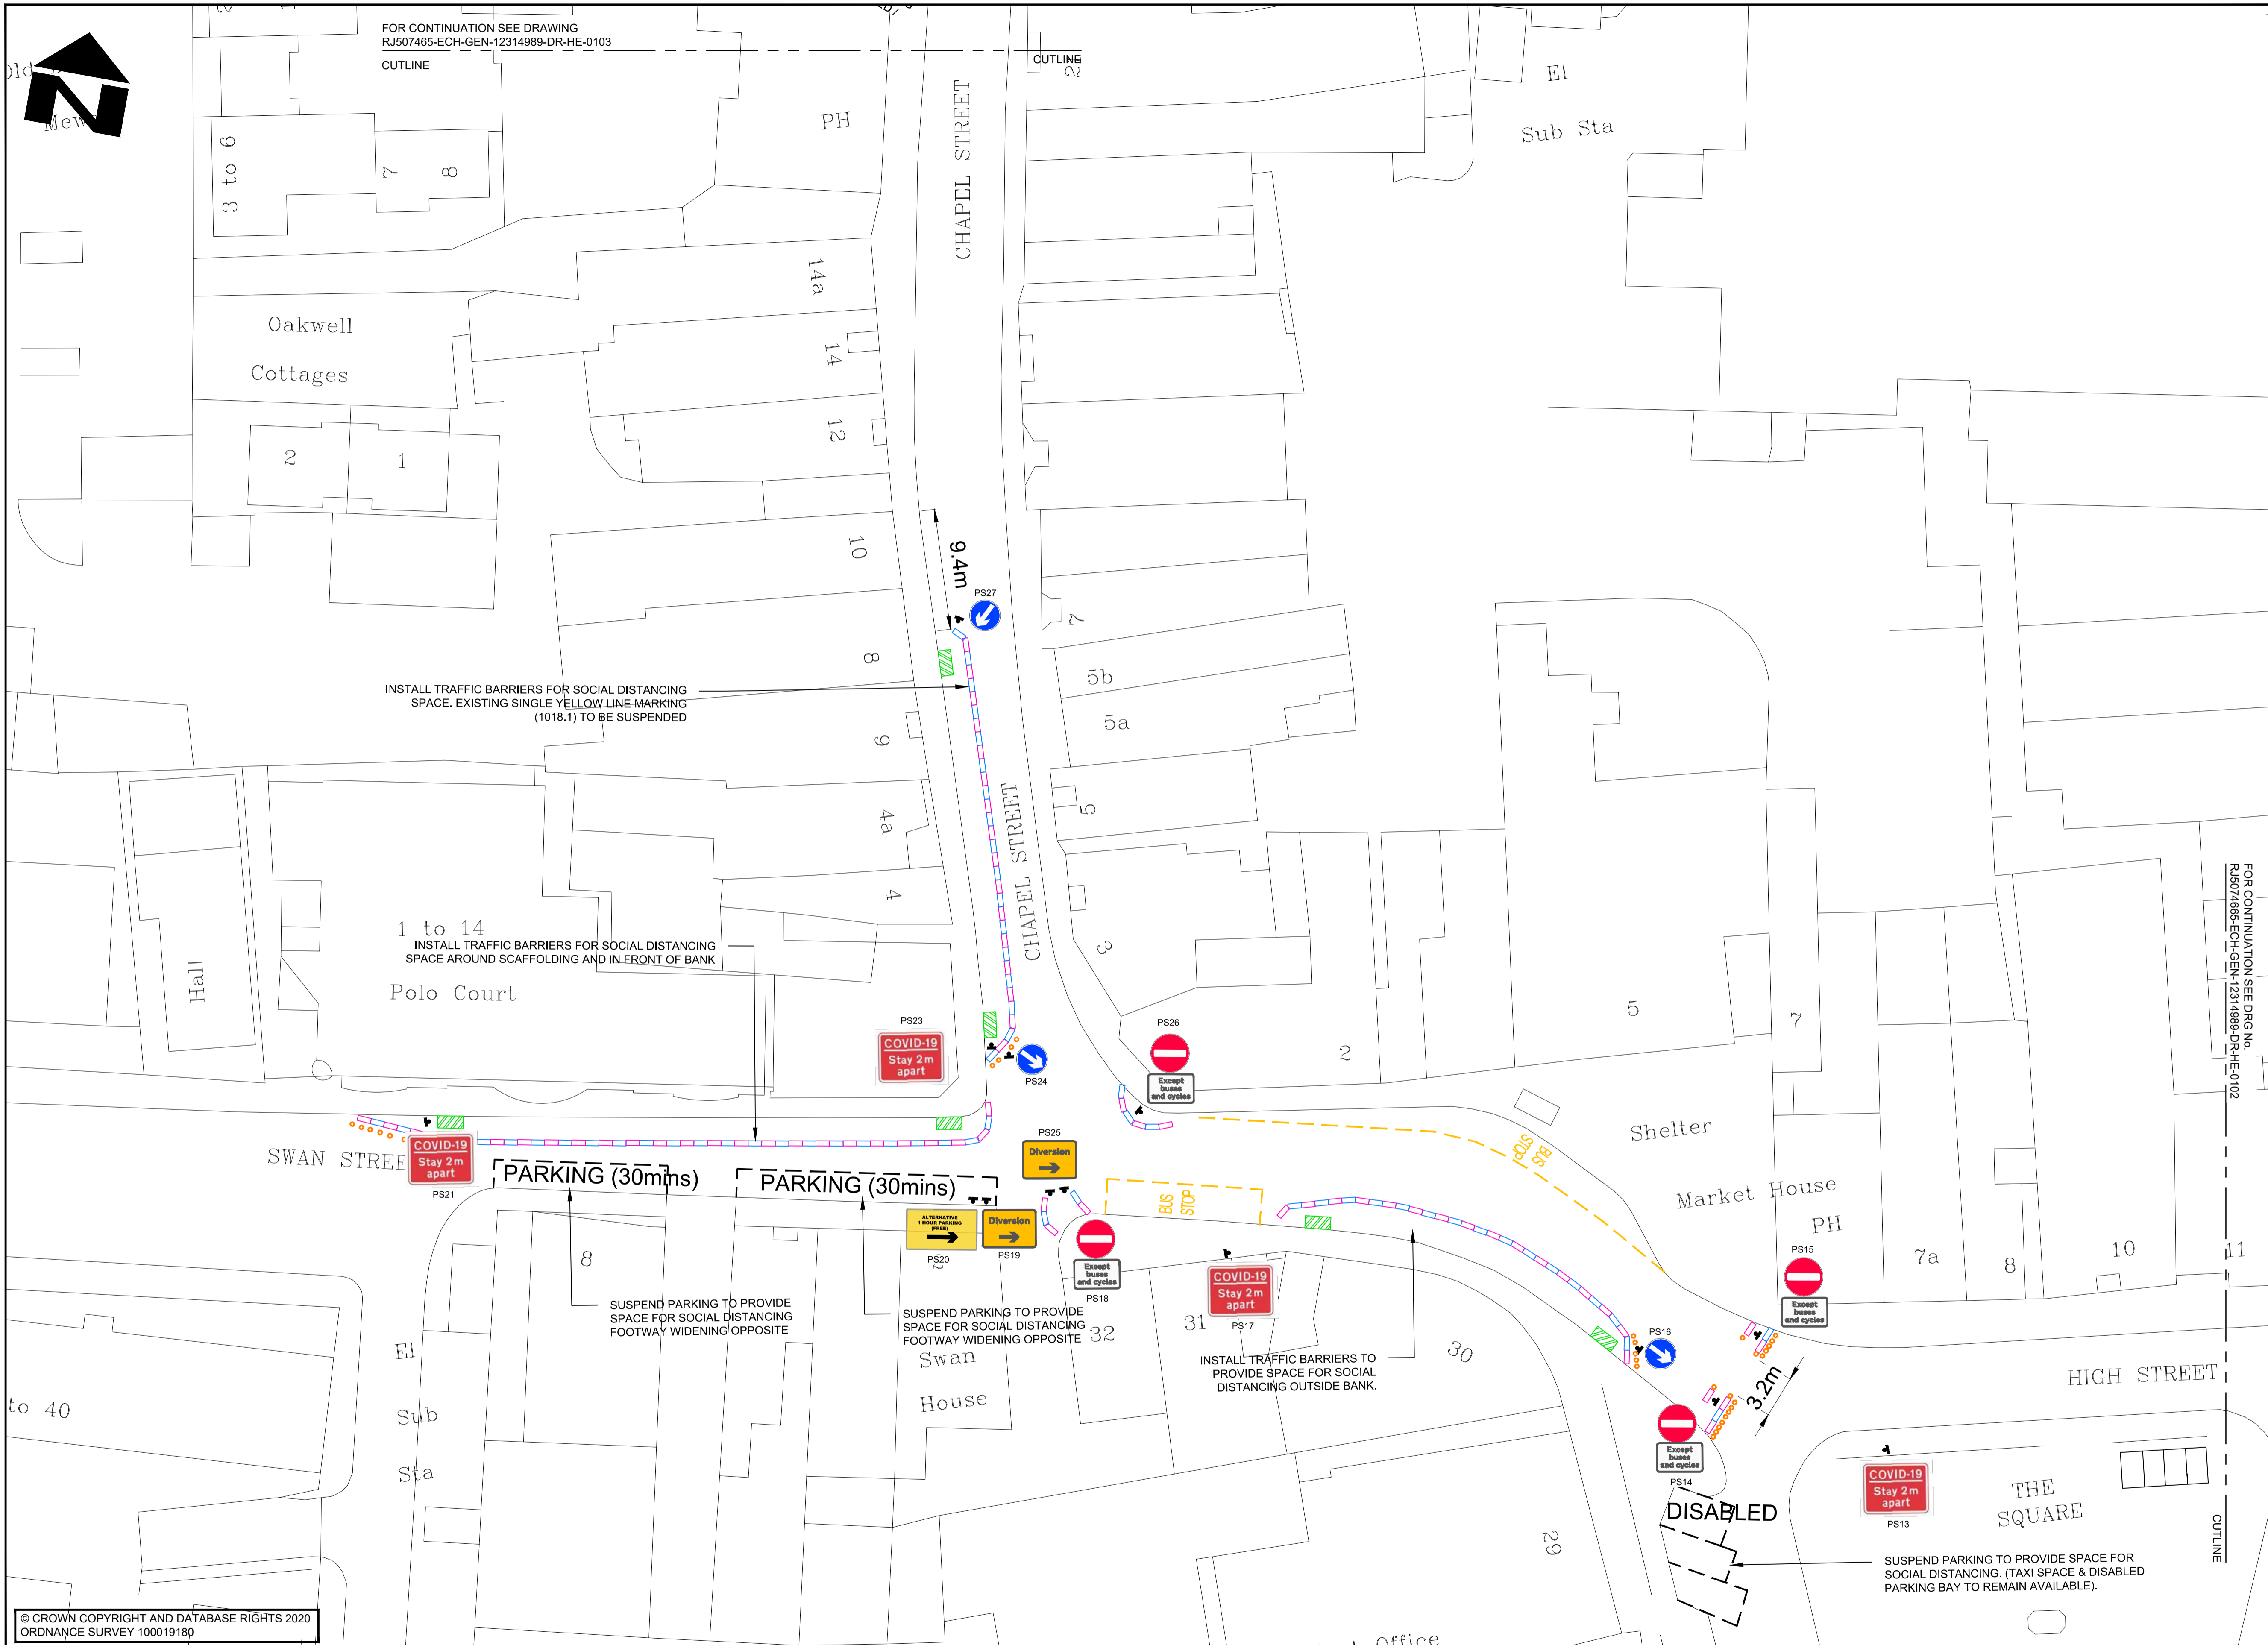 FOR CONTINUATION SEE DRAWING
RJ507465-ECH-GEN-12314989-DR-HE-0103
CUTLINE
CUTLINE
El
Sub Sta
PH
CHAPEL STREET
3 to 6
7
8
14a
Oakwell
Cottages
14
12
2
1
10
9.4m
PS27
7
8
INSTALL TRAFFIC BARRIERS FOR SOCIAL DISTANCING
SPACE. EXISTING SINGLE YELLOW LINE MARKING
(1018.1) TO BE SUSPENDED
5b
5a
6
5
4a
4
CHAPEL STREET
3
1 to 14
INSTALL TRAFFIC BARRIERS FOR SOCIAL DISTANCING
SPACE AROUND SCAFFOLDING AND IN FRONT OF BANK
Polo Court
Hall
FOR CONTINUATION SEE DRG No.
RJ5074665-ECH-GEN-12314989-DR-HE-0102
CUTLINE
5
7
2
PS23
COVID-19
Stay 2m
apart
PS24
PS26
Except
buses
and cycles
Shelter
BUS
STOP
Market House
PH
7a
8
10
11
SWAN STREE
COVID-19
Stay 2m
apart
PS21
PARKING (30mins)
PARKING (30mins)
PS25
Diversion
BUS
STOP
ALTERNATIVE
1 HOUR PARKING
(FREE)
PS20
Diversion
PS19
Except
buses
and cycles
PS18
COVID-19
Stay 2m
apart
PS17
PS15
Except
buses
and cycles
8
SUSPEND PARKING TO PROVIDE
SPACE FOR SOCIAL DISTANCING
FOOTWAY WIDENING OPPOSITE
SUSPEND PARKING TO PROVIDE
SPACE FOR SOCIAL DISTANCING
FOOTWAY WIDENING OPPOSITE
32
31
30
Swan
House
INSTALL TRAFFIC BARRIERS TO
PROVIDE SPACE FOR SOCIAL
DISTANCING OUTSIDE BANK.
PS16
3.2m
HIGH STREET
El
Sub
Sta
to 40
Except
buses
and cycles
PS14
DISABLED
COVID-19
Stay 2m
apart
PS13
THE
SQUARE
29
SUSPEND PARKING TO PROVIDE SPACE FOR
SOCIAL DISTANCING. (TAXI SPACE & DISABLED
PARKING BAY TO REMAIN AVAILABLE).
© CROWN COPYRIGHT AND DATABASE RIGHTS 2020
ORDNANCE SURVEY 100019180
Office